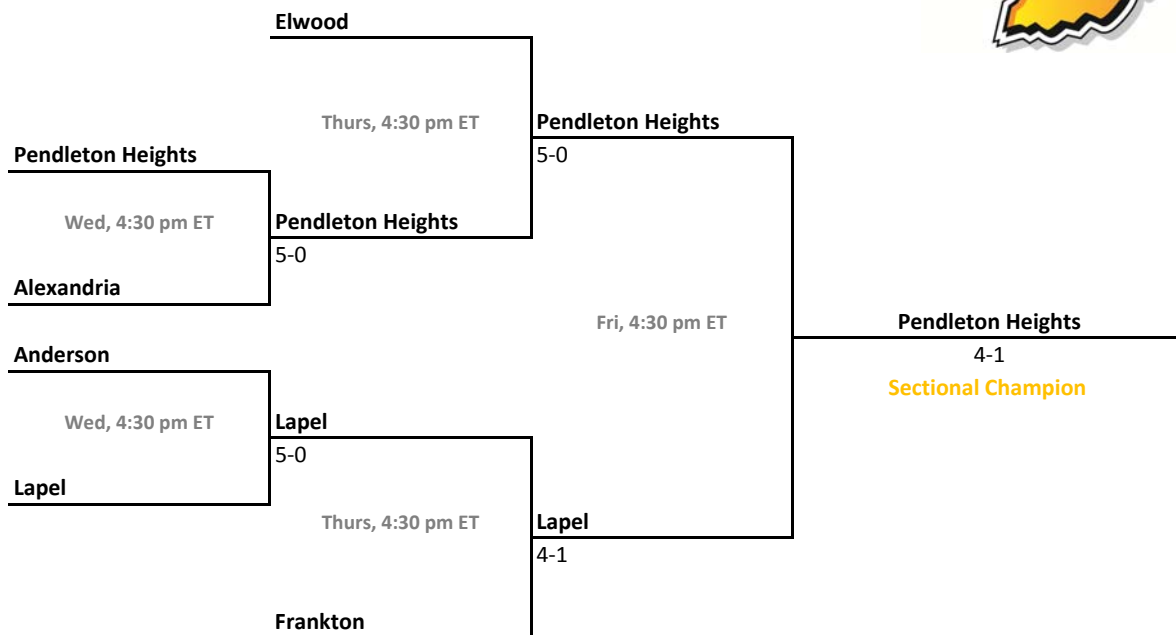 Elwood
Thurs, 4:30 pm ET
Pendleton Heights
5-0
Pendleton Heights
Wed, 4:30 pm ET
Pendleton Heights
5-0
Alexandria
Fri, 4:30 pm ET
Pendleton Heights
4-1
Sectional Champion
Anderson
Wed, 4:30 pm ET
Lapel
5-0
Lapel
Thurs, 4:30 pm ET
Lapel
4-1
Frankton